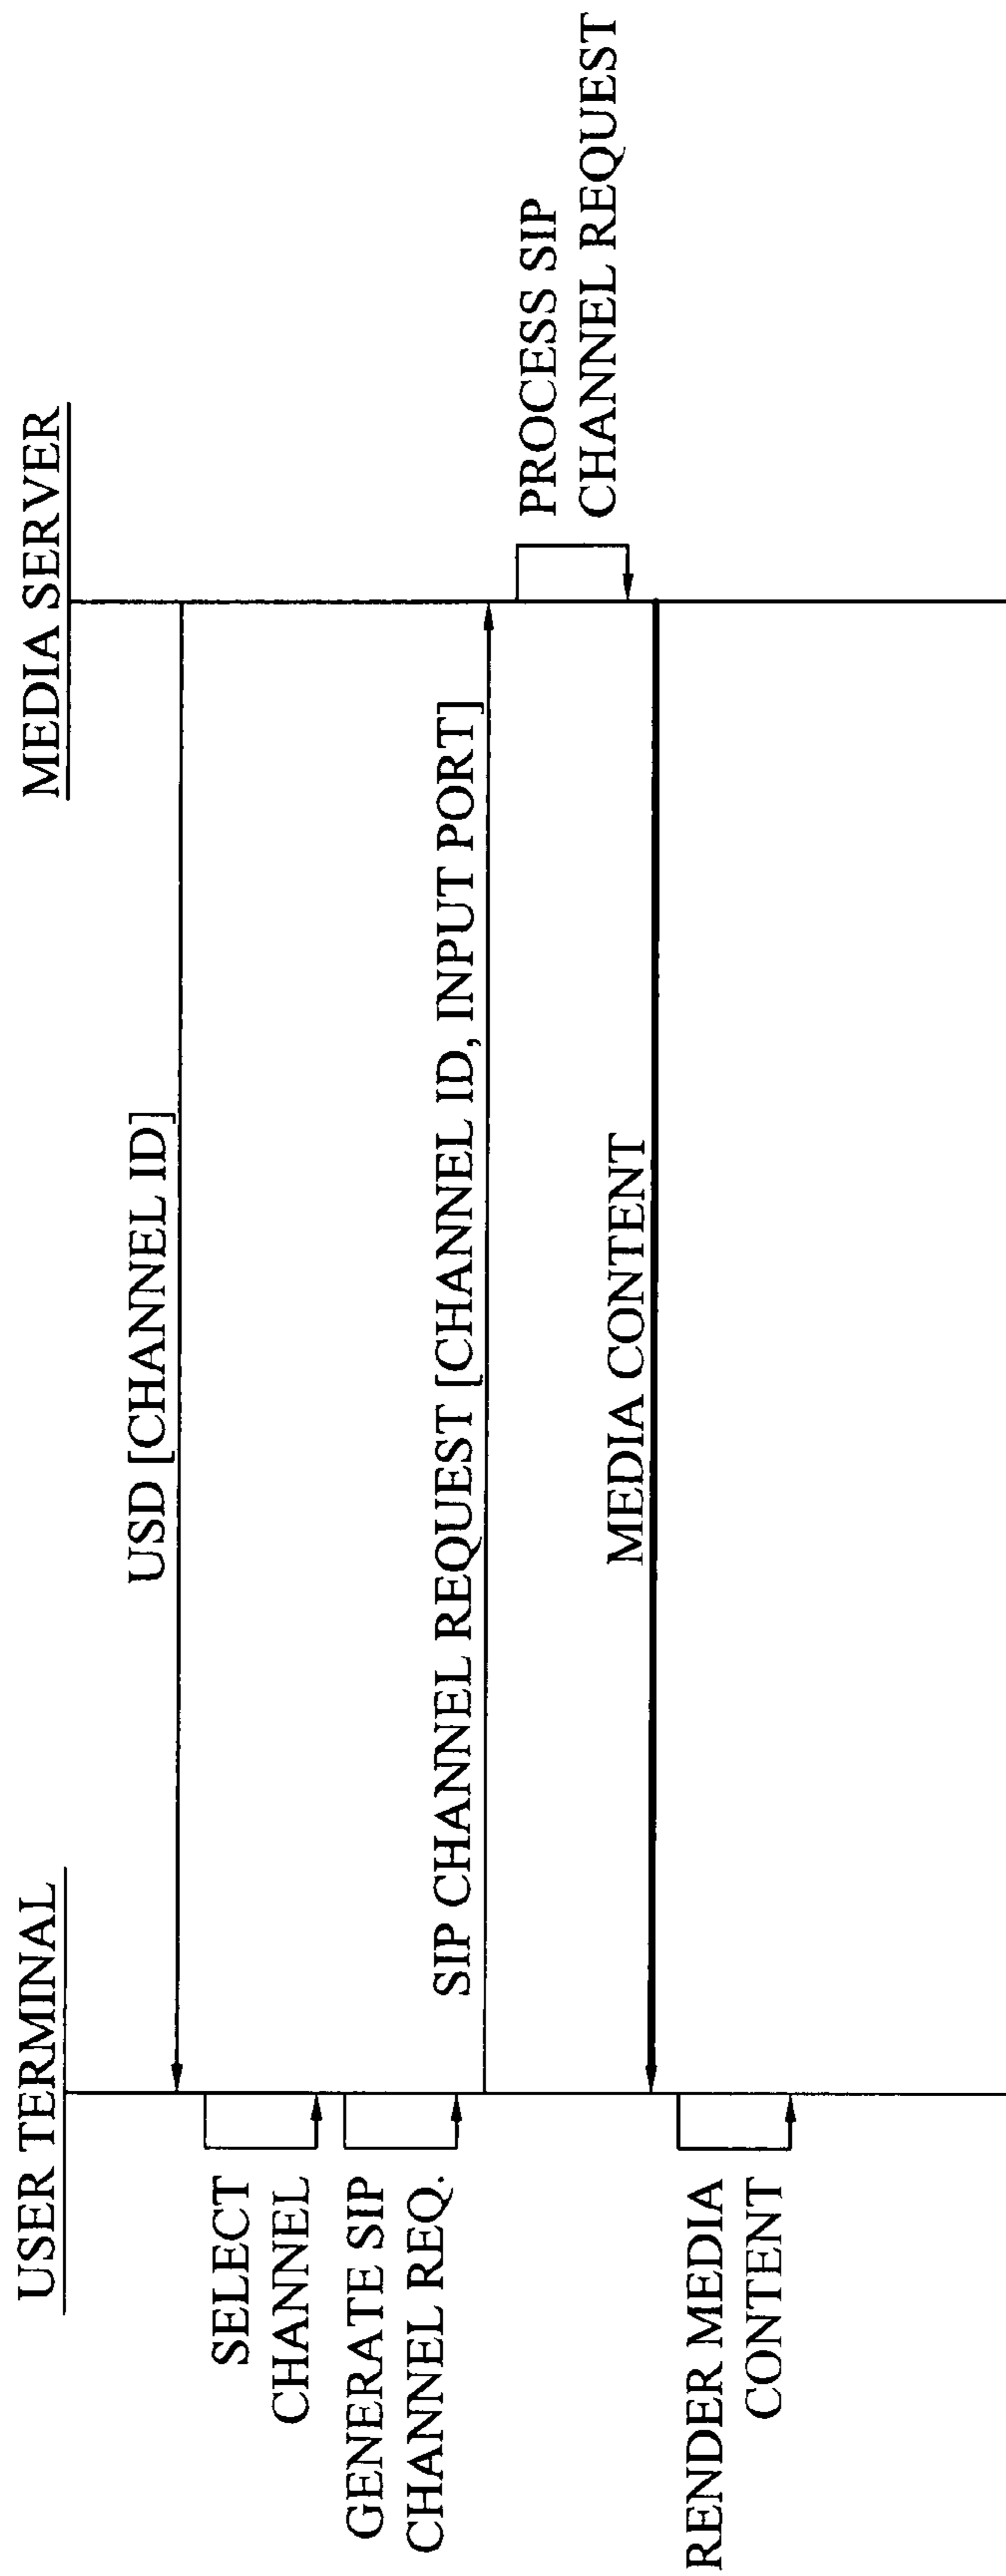 USER TERMINAL
MEDIA SERVER
USD [CHANNEL ID]
SELECT
CHANNEL
GENERATE SIP
CHANNEL REQ.
SIP CHANNEL REQUEST [CHANNEL ID, INPUT PORT]
PROCESS SIP
CHANNEL REQUEST
MEDIA CONTENT
RENDER MEDIA
CONTENT